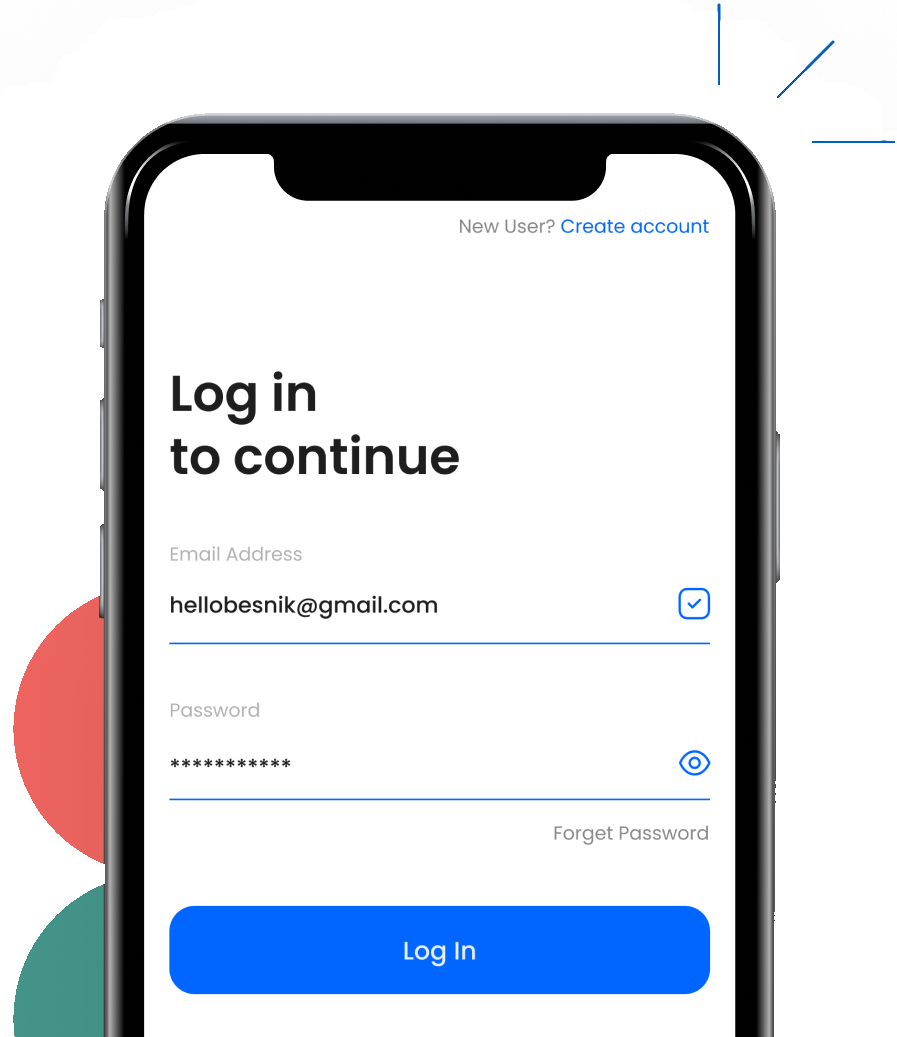 New User? Create account
Log in
to continue
Email Address
hellobesnik@gmail.com
Password
***********
Forget Password
Log In